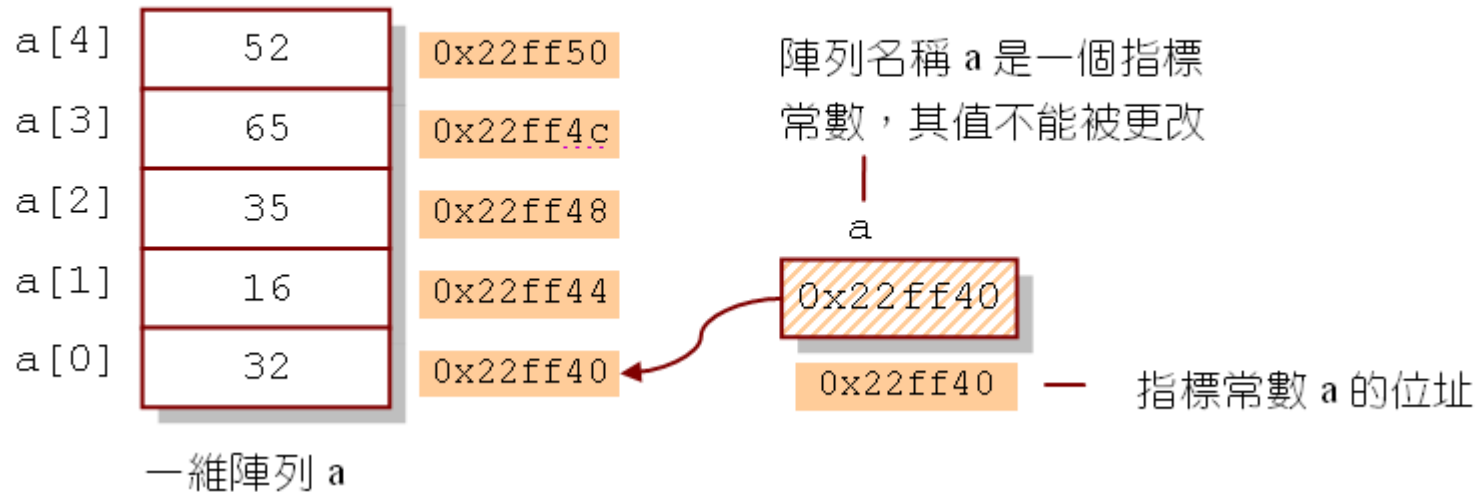 a[4] 52 0x22ff50
a[3] 65 0x22ff4c
a[2] 35 0x22ff48
a[1] 16 0x22ff44
a[0] 32 0x22ff40
一維陣列 a
陣列名稱 a 是一個指標
常數，其值不能被更改
a
0x22ff40
0x22ff40 — 指標常數 a 的位址